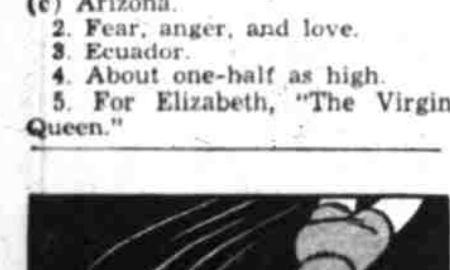 (c) Arizona.
2. Fear, anger, and love.
3. Ecuador.
4. About one-half as high.
5. For Elizabeth, "The Virgin
Queen."